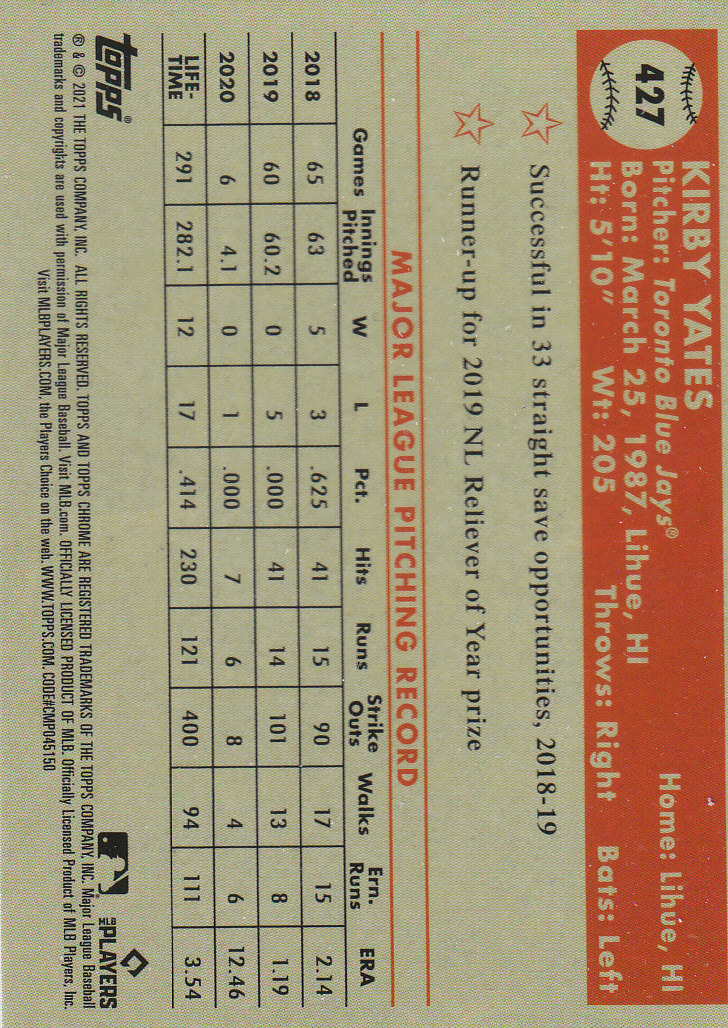 427
KIRBY YATES
Pitcher: Toronto Blue Jays® Home: Lihue, HI
Born: March 25, 1987, Lihue, HI
Ht: 5'10" Wt: 205 Throws: Right Bats: Left
Successful in 33 straight save opportunities, 2018-19
Runner-up for 2019 NL Reliever of Year prize
MAJOR LEAGUE PITCHING RECORD
Games Innings Pitched W L Pct. Hits Runs Strike Outs Walks Ern. Runs ERA
2018 65 63 5 3 .625 41 15 90 17 15 2.14
2019 60 60.2 0 5 .000 41 14 101 13 8 1.19
2020 6 4.1 0 1 .000 7 6 8 4 6 12.46
LIFE-TIME 291 282.1 12 17 .414 230 121 400 94 111 3.54
topps®
MLB PLAYERS
® & © 2021 THE TOPPS COMPANY, INC. ALL RIGHTS RESERVED. TOPPS AND TOPPS CHROME ARE REGISTERED TRADEMARKS OF THE TOPPS COMPANY, INC. Major League Baseball
trademarks and copyrights are used with permission of Major League Baseball. Visit MLB.com. OFFICIALLY LICENSED PRODUCT OF MLB. Officially Licensed Product of MLB Players, Inc.
Visit MLBPLAYERS.COM, the Players Choice on the web. WWW.TOPPS.COM. CODE#CMP045150